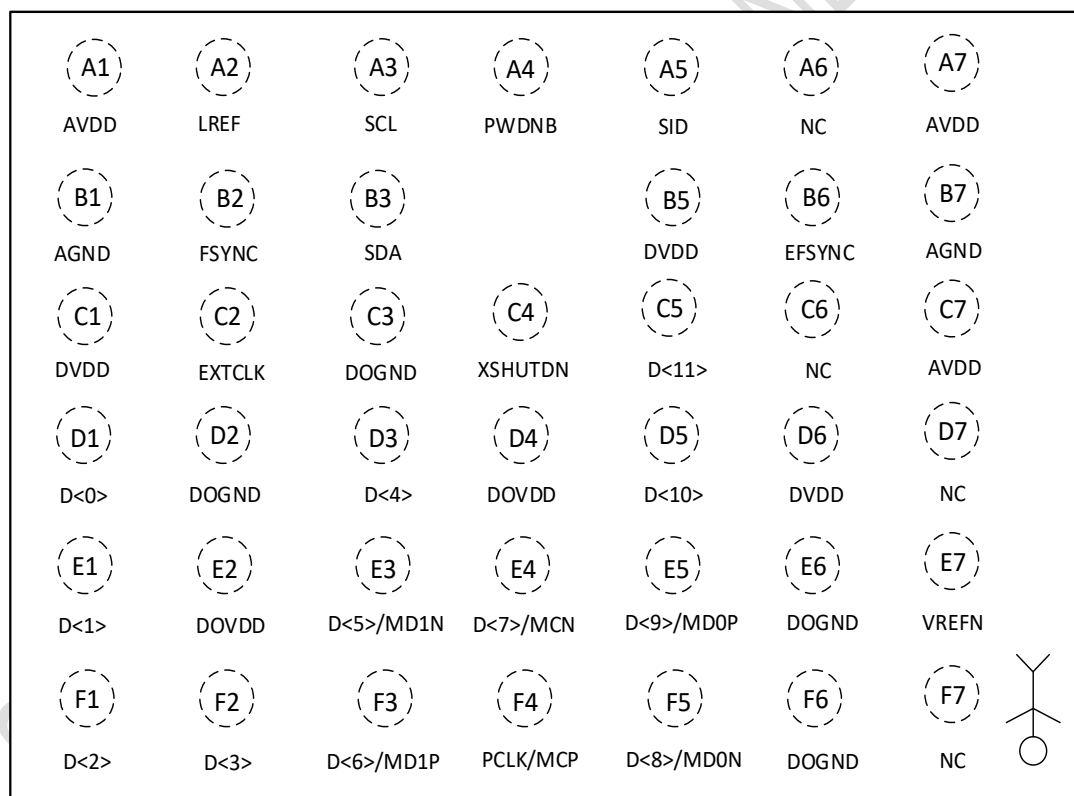 A1 A2 A3 A4 A5 A6 A7
AVDD LREF SCL PWDNB SID NC AVDD
B1 B2 B3 B5 B6 B7
AGND FSYNC SDA DVDD EFSYNC AGND
C1 C2 C3 C4 C5 C6 C7
DVDD EXTCLK DOGND XSHUTDN D<11> NC AVDD
D1 D2 D3 D4 D5 D6 D7
D<0> DOGND D<4> DOVDD D<10> DVDD NC
E1 E2 E3 E4 E5 E6 E7
D<1> DOVDD D<5>/MD1N D<7>/MCN D<9>/MD0P DOGND VREFN
F1 F2 F3 F4 F5 F6 F7
D<2> D<3> D<6>/MD1P PCLK/MCP D<8>/MD0N DOGND NC